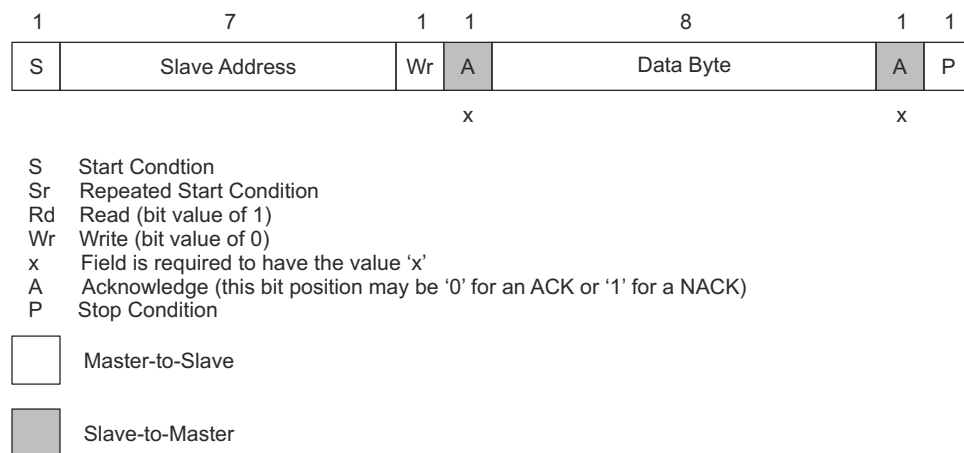 1 7 1 1 8 1 1
S Slave Address Wr A Data Byte A P
x x
S Start Condtion
Sr Repeated Start Condition
Rd Read (bit value of 1)
Wr Write (bit value of 0)
x Field is required to have the value ‘x’
A Acknowledge (this bit position may be ‘0’ for an ACK or ‘1’ for a NACK)
P Stop Condition
Master-to-Slave
Slave-to-Master